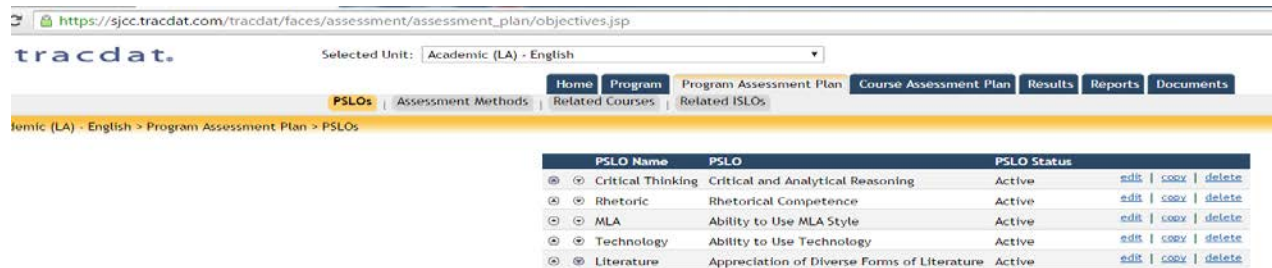 https://sjcc.tracdat.com/tracdat/faces/assessment/assessment_plan/objectives.jsp
tracdat. Selected Unit: Academic (LA) - English
Home Program Program Assessment Plan Course Assessment Plan Results Reports Documents
PSLOs | Assessment Methods | Related Courses | Related ISLOs
demic (LA) - English > Program Assessment Plan > PSLOs
PSLO Name PSLO PSLO Status
Critical Thinking Critical and Analytical Reasoning Active edit | copy | delete
Rhetoric Rhetorical Competence Active edit | copy | delete
MLA Ability to Use MLA Style Active edit | copy | delete
Technology Ability to Use Technology Active edit | copy | delete
Literature Appreciation of Diverse Forms of Literature Active edit | copy | delete